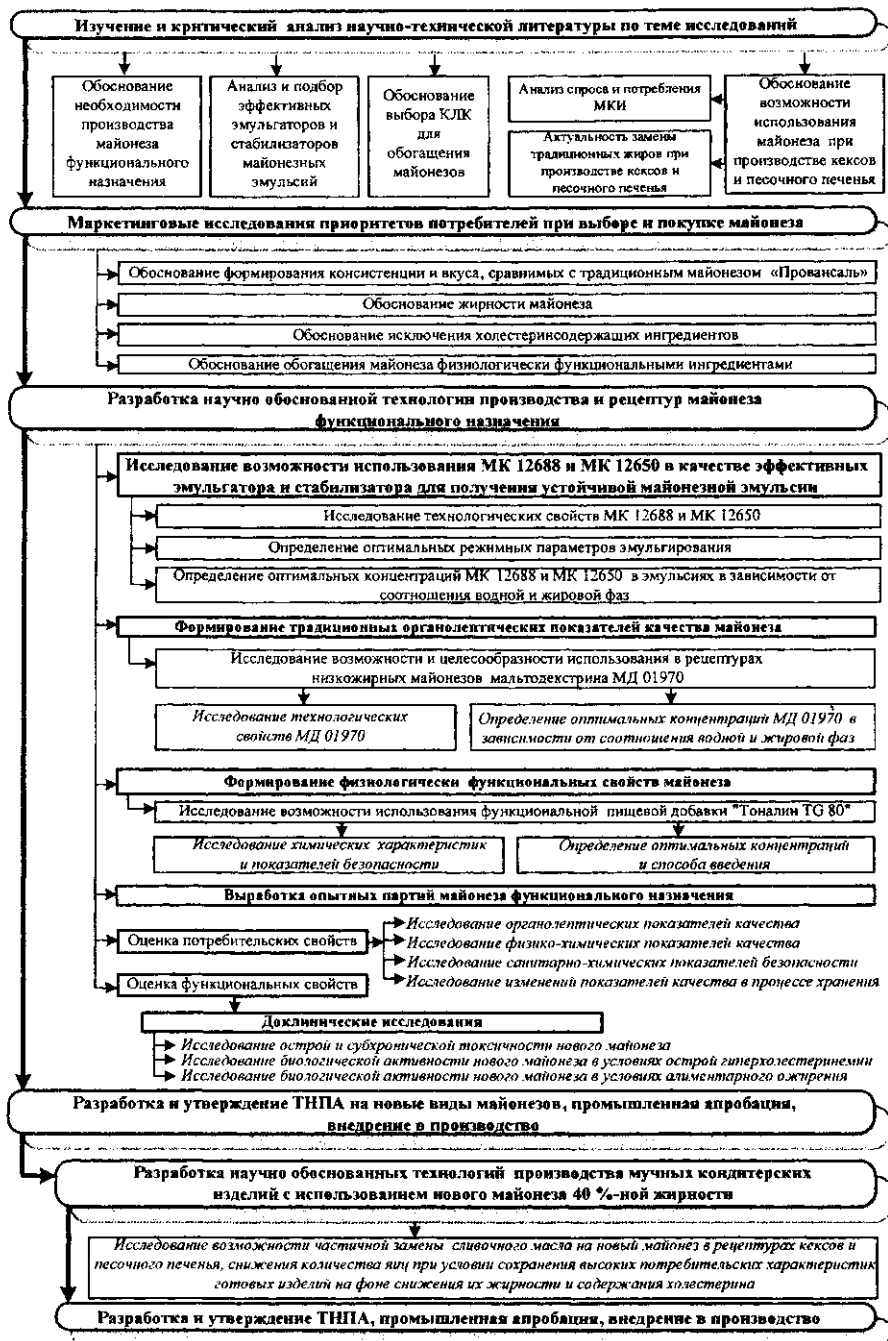 Изучение и критический анализ научно-технической литературы по теме исследований
Обоснование
необходимости
производства
майонеза
функционального
назначения
Анализ и подбор
эффективных
эмульгаторов и
стабилизаторов
майонезных
эмульсий
Обоснование
выбора КЛК
для
обогащения
майонезов
Анализ спроса и потребления
МКИ
Актуальность замены
традиционных жиров при
производстве кексов и
песочного печенья
Обоснование
возможности
использования
майонеза при
производстве кексов
и песочного печенья
Маркетинговые исследования приоритетов потребителей при выборе и покупке майонеза
Обоснование формирования консистенции и вкуса, сравнимых с традиционным майонезом «Провансаль»
Обоснование жирности майонеза
Обоснование исключения холестеринсодержащих ингредиентов
Обоснование обогащения майонеза физиологически функциональными ингредиентами
Разработка научно обоснованной технологии производства и рецептур майонеза
функционального назначения
Исследование возможности использования МК 12688 и МК 12650 в качестве эффективных
эмульгатора и стабилизатора для получения устойчивой майонезной эмульсии
Исследование технологических свойств МК 12688 и МК 12650
Определение оптимальных режимных параметров эмульгирования
Определение оптимальных концентраций МК 12688 и МК 12650 в эмульсиях в зависимости от
соотношения водной и жировой фаз
Формирование традиционных органолептических показателей качества майонеза
Исследование возможности и целесообразности использования в рецептурах
низкожирных майонезов мальтодекстрина МД 01970
Исследование технологических
свойств МД 01970
Определение оптимальных концентраций МД 01970 в
зависимости от соотношения водной и жировой фаз
Формирование физиологически функциональных свойств майонеза
Исследование возможности использования функциональной пищевой добавки "Тоналин TG 80"
Исследование химических характеристик
и показателей безопасности
Определение оптимальных концентраций
и способа введения
Выработка опытных партий майонеза функционального назначения
Оценка потребительских свойств
Исследование органолептических показателей качества
Исследование физико-химических показателей качества
Исследование санитарно-химических показателей безопасности
Исследование изменений показателей качества в процессе хранения
Оценка функциональных свойств
Доклинические исследования
Исследование острой и субхронической токсичности нового майонеза
Исследование биологической активности нового майонеза в условиях острой гиперхолестеринемии
Исследование биологической активности нового майонеза в условиях алиментарного ожирения
Разработка и утверждение ТНПА на новые виды майонезов, промышленная апробация,
внедрение в производство
Разработка научно обоснованных технологий производства мучных кондитерских
изделий с использованием нового майонеза 40 %-ной жирности
Исследование возможности частичной замены сливочного масла на новый майонез в рецептурах кексов и
песочного печенья, снижения количества яиц при условии сохранения высоких потребительских характеристик
готовых изделий на фоне снижения их жирности и содержания холестерина
Разработка и утверждение ТНПА, промышленная апробация, внедрение в производство